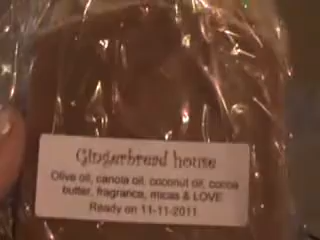 Gingerbread house
Olive oil, canola oil, coconut oil, cocoa
butter, fragrance, micas & LOVE
Ready on 11-11-2011